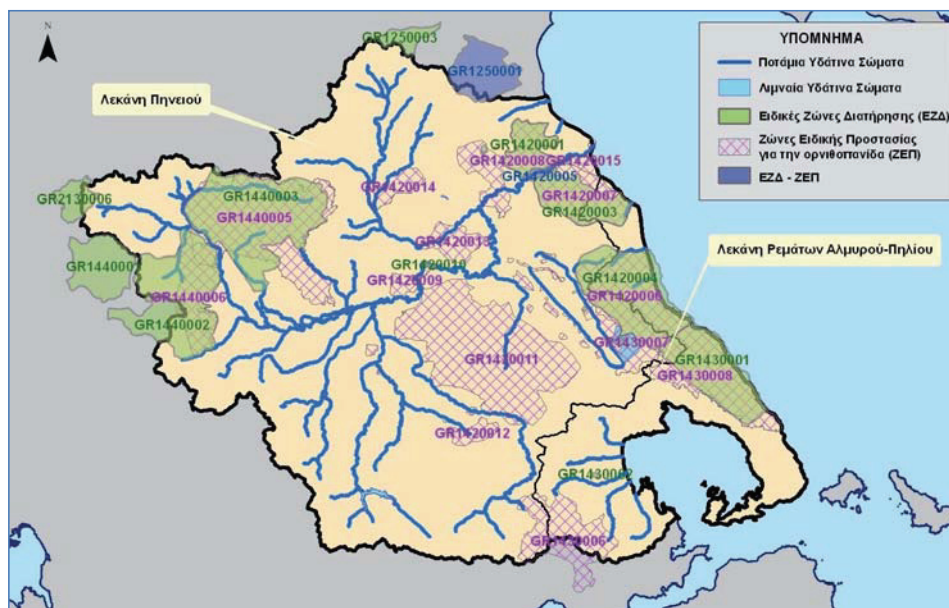 N
GR1250003
GR1250001
ΥΠΟΜΝΗΜΑ
Ποτάμια Υδάτινα Σώματα
Λιμναία Υδάτινα Σώματα
Ειδικές Ζώνες Διατήρησης (ΕΖΔ)
Ζώνες Ειδικής Προστασίας
για την ορνιθοπανίδα (ΖΕΠ)
ΕΖΔ - ΖΕΠ
Λεκάνη Πηνειού
GR1420001
GR1420008
GR1420015
GR1420005
GR1420014
GR1440003
GR2130006
GR1440005
GR1420007
GR1420003
GR1420013
Λεκάνη Ρεμάτων Αλμυρού-Πηλίου
GR1440001
GR1420010
GR1420009
GR1420004
GR1420006
GR1440006
GR1440002
GR1430007
GR1420011
GR1430001
GR1430008
GR1420012
GR1430002
GR1430006